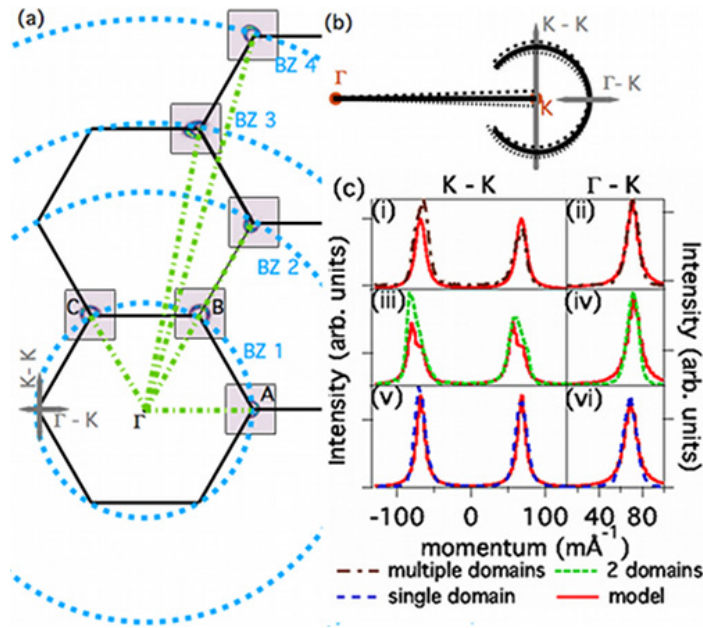 (a)
BZ 4
BZ 3
BZ 2
C
B
BZ 1
K-K
A
Γ - K
Γ
(b)
K - K
Γ
Γ-K
K
(c)
K - K
Γ - K
(i)
(ii)
(iii)
(iv)
(v)
(vi)
Intensity (arb. units)
Intensity (arb. units)
-100
0
100
40
80
momentum (mÅ⁻¹)
multiple domains
2 domains
single domain
model